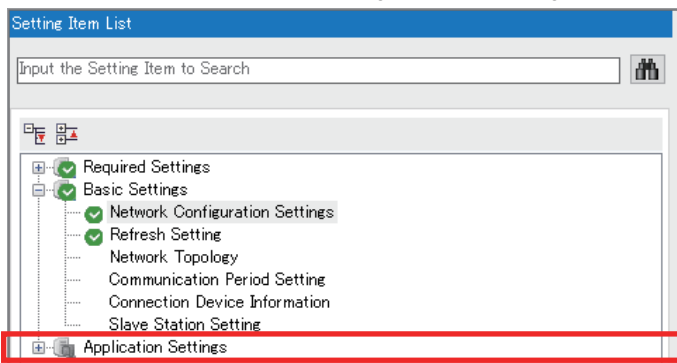 Setting Item List
Input the Setting Item to Search
Required Settings
Basic Settings
Network Configuration Settings
Refresh Setting
Network Topology
Communication Period Setting
Connection Device Information
Slave Station Setting
Application Settings